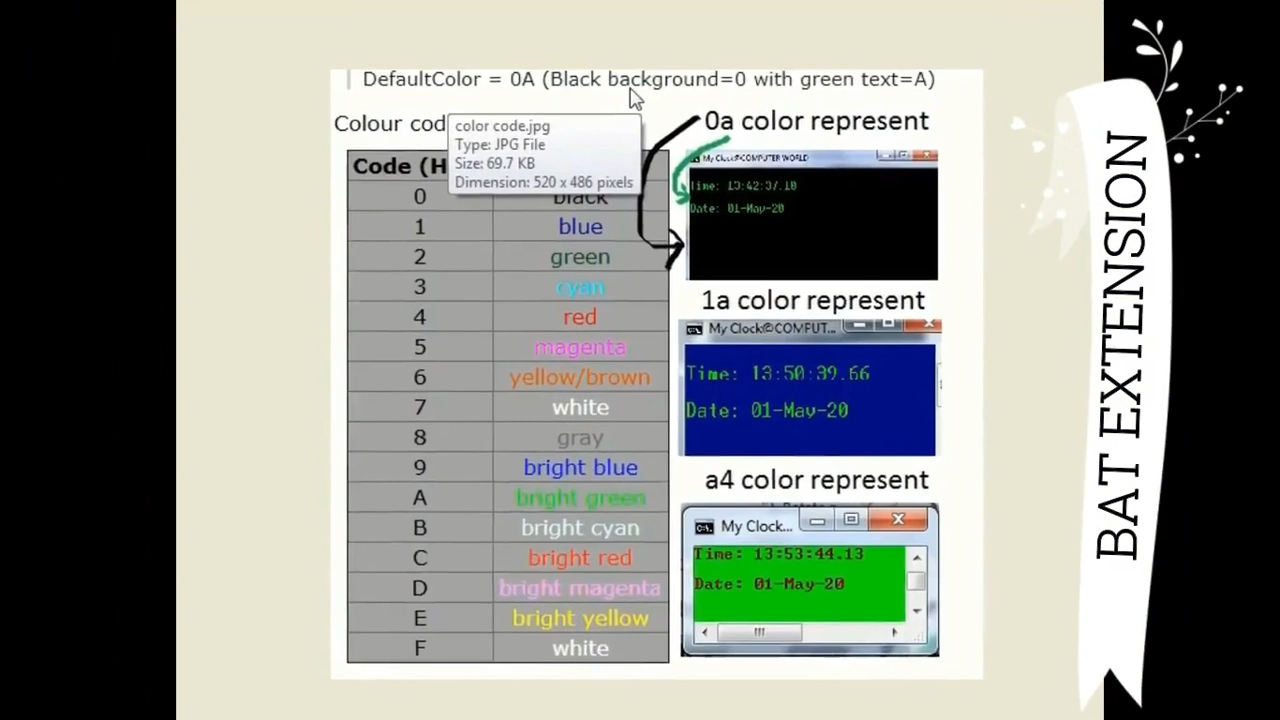 DefaultColor = 0A (Black background=0 with green text=A)
Colour cod
color code.jpg
Type: JPG File
Size: 69.7 KB
Dimension: 520 x 486 pixels
Code (H
0 black
1 blue
2 green
3 cyan
4 red
5 magenta
6 yellow/brown
7 white
8 gray
9 bright blue
A bright green
B bright cyan
C bright red
D bright magenta
E bright yellow
F white
0a color represent
My Clock@COMPUTER WORLD
Time: 13:42:37.10
Date: 01-May-20
1a color represent
My Clock@COMPUT...
Time: 13:50:39.66
Date: 01-May-20
a4 color represent
My Clock...
Time: 13:53:44.13
Date: 01-May-20
BAT EXTENSION